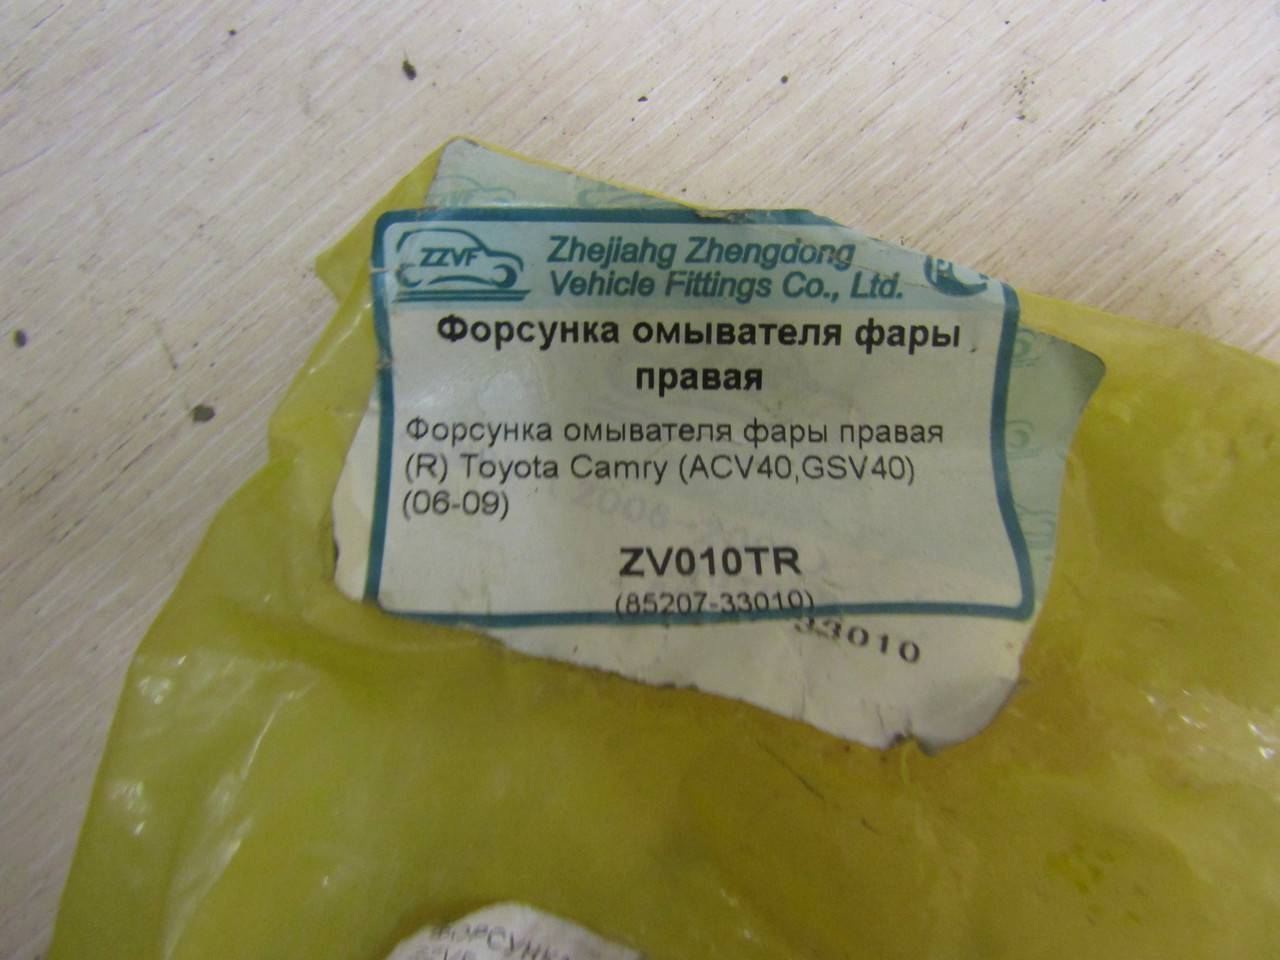 ZZVF
Zhejiahg Zhengdong
Vehicle Fittings Co., Ltd.
Форсунка омывателя фары
правая
Форсунка омывателя фары правая
(R) Toyota Camry (ACV40,GSV40)
(06-09)
ZV010TR
(85207-33010)
33010
ФОРСУНКА